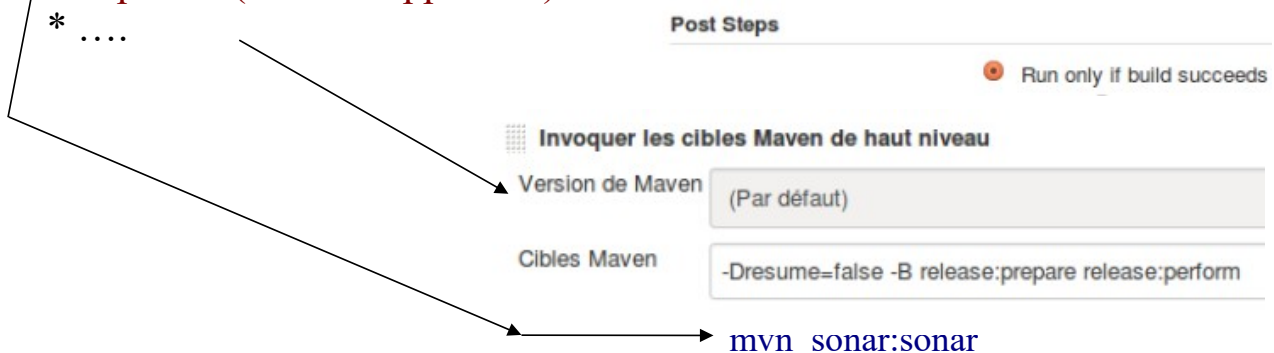 * ….
Post Steps
Run only if build succeeds
Invoquer les cibles Maven de haut niveau
Version de Maven
(Par défaut)
Cibles Maven
-Dresume=false -B release:prepare release:perform
mvn sonar:sonar